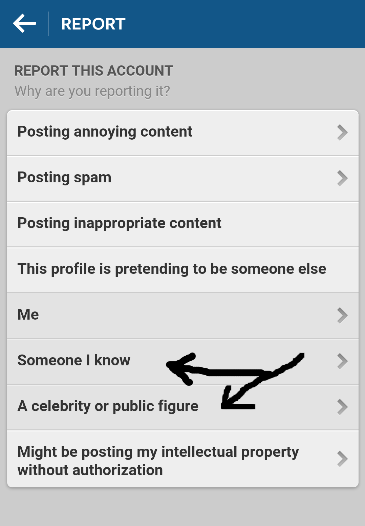 REPORT
REPORT THIS ACCOUNT
Why are you reporting it?
Posting annoying content
Posting spam
Posting inappropriate content
This profile is pretending to be someone else
Me
Someone I know
A celebrity or public figure
Might be posting my intellectual property
without authorization